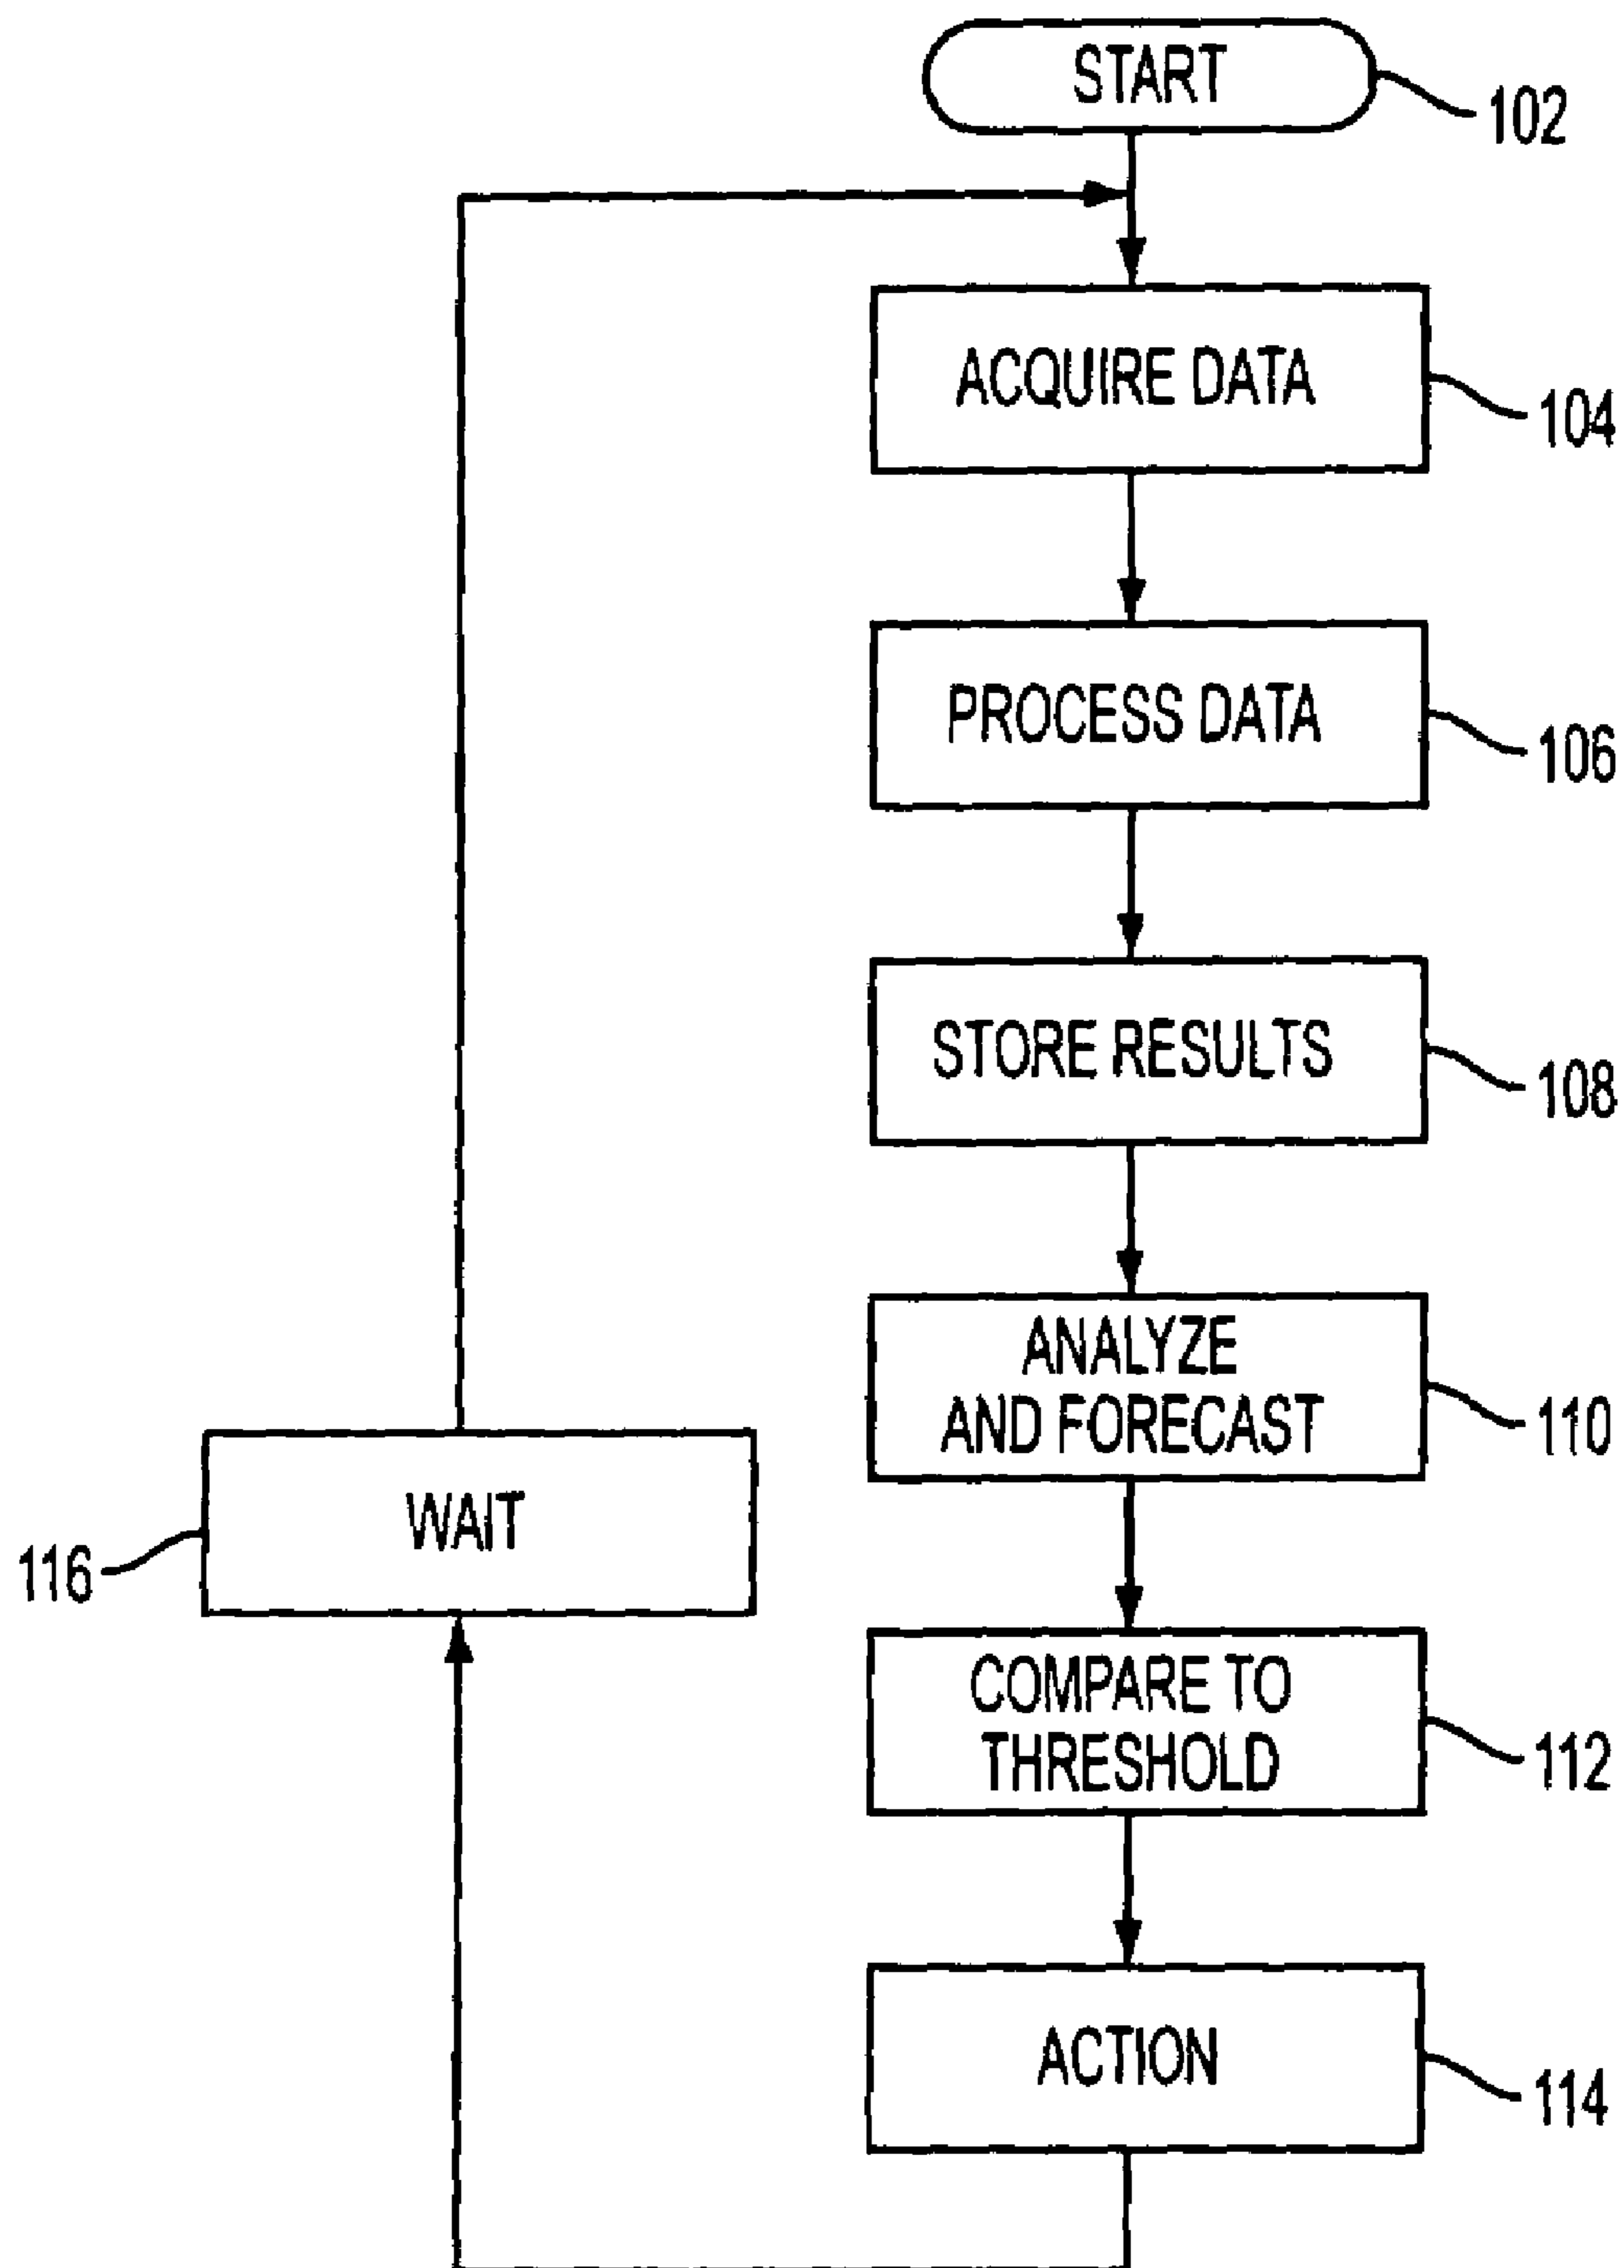 START
102
ACQUIRE DATA
104
PROCESS DATA
106
STORE RESULTS
108
ANALYZE
AND FORECAST
110
WAIT
116
COMPARE TO
THRESHOLD
112
ACTION
114